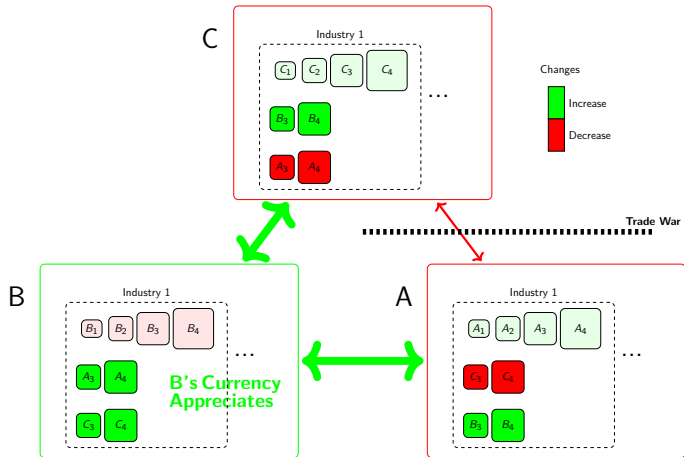 C
Industry 1
C1 C2 C3 C4
...
B3 B4
A3 A4
Changes
Increase
Decrease
Trade War
B
Industry 1
B1 B2 B3 B4
...
A3 A4
B's Currency
Appreciates
C3 C4
A
Industry 1
A1 A2 A3 A4
...
C3 C4
B3 B4